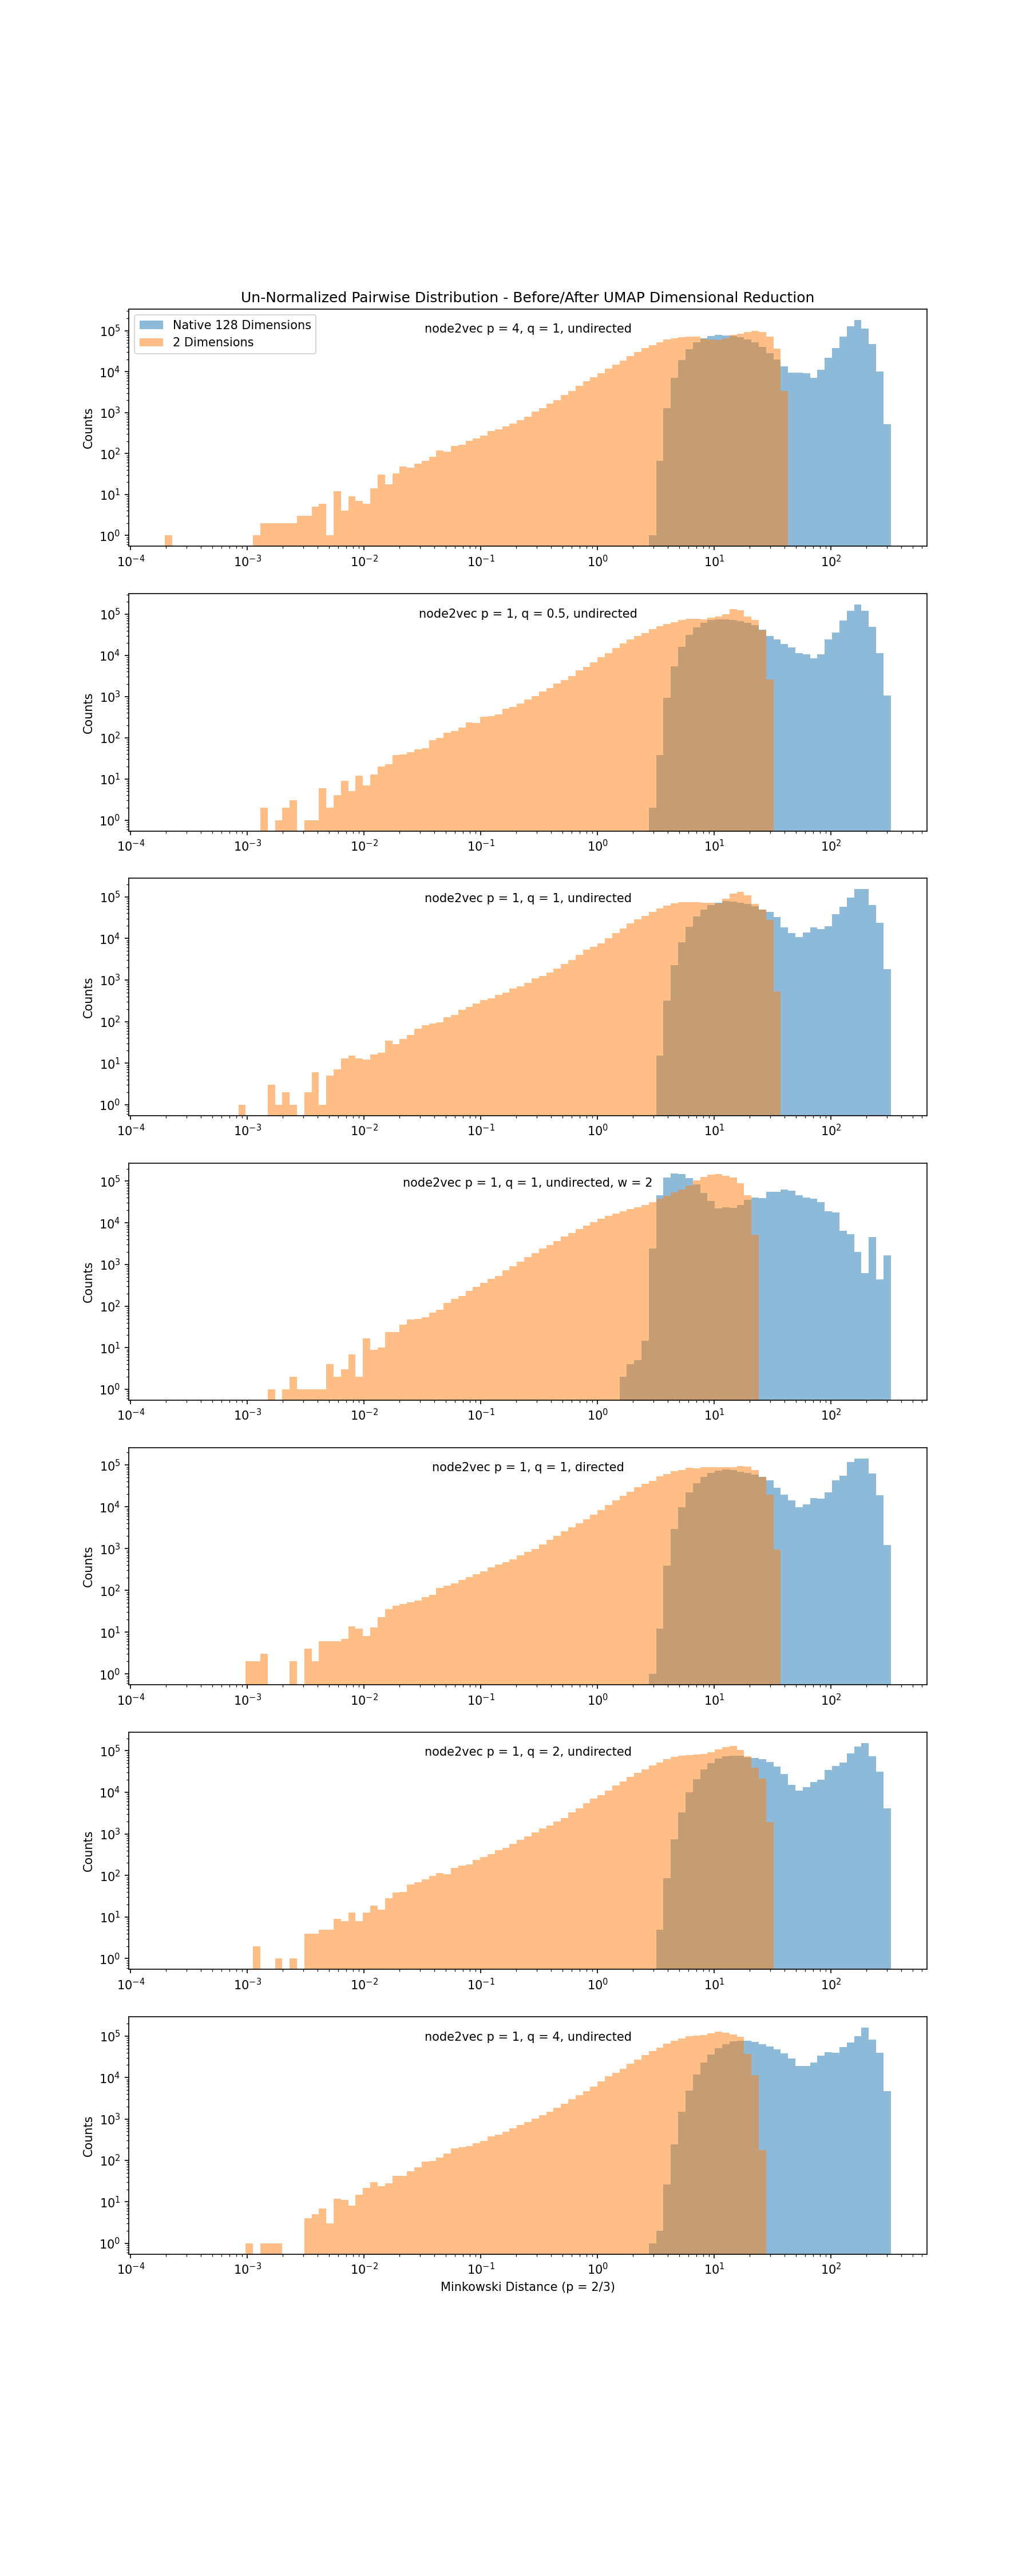 Un-Normalized Pairwise Distribution - Before/After UMAP Dimensional Reduction
Native 128 Dimensions
2 Dimensions
node2vec p = 4, q = 1, undirected
Counts
10⁵
10⁴
10³
10²
10¹
10⁰
10⁻⁴ 10⁻³ 10⁻² 10⁻¹ 10⁰ 10¹ 10²
node2vec p = 1, q = 0.5, undirected
Counts
10⁵
10⁴
10³
10²
10¹
10⁰
10⁻⁴ 10⁻³ 10⁻² 10⁻¹ 10⁰ 10¹ 10²
node2vec p = 1, q = 1, undirected
Counts
10⁵
10⁴
10³
10²
10¹
10⁰
10⁻⁴ 10⁻³ 10⁻² 10⁻¹ 10⁰ 10¹ 10²
node2vec p = 1, q = 1, undirected, w = 2
Counts
10⁵
10⁴
10³
10²
10¹
10⁰
10⁻⁴ 10⁻³ 10⁻² 10⁻¹ 10⁰ 10¹ 10²
node2vec p = 1, q = 1, directed
Counts
10⁵
10⁴
10³
10²
10¹
10⁰
10⁻⁴ 10⁻³ 10⁻² 10⁻¹ 10⁰ 10¹ 10²
node2vec p = 1, q = 2, undirected
Counts
10⁵
10⁴
10³
10²
10¹
10⁰
10⁻⁴ 10⁻³ 10⁻² 10⁻¹ 10⁰ 10¹ 10²
node2vec p = 1, q = 4, undirected
Counts
10⁵
10⁴
10³
10²
10¹
10⁰
10⁻⁴ 10⁻³ 10⁻² 10⁻¹ 10⁰ 10¹ 10²
Minkowski Distance (p = 2/3)